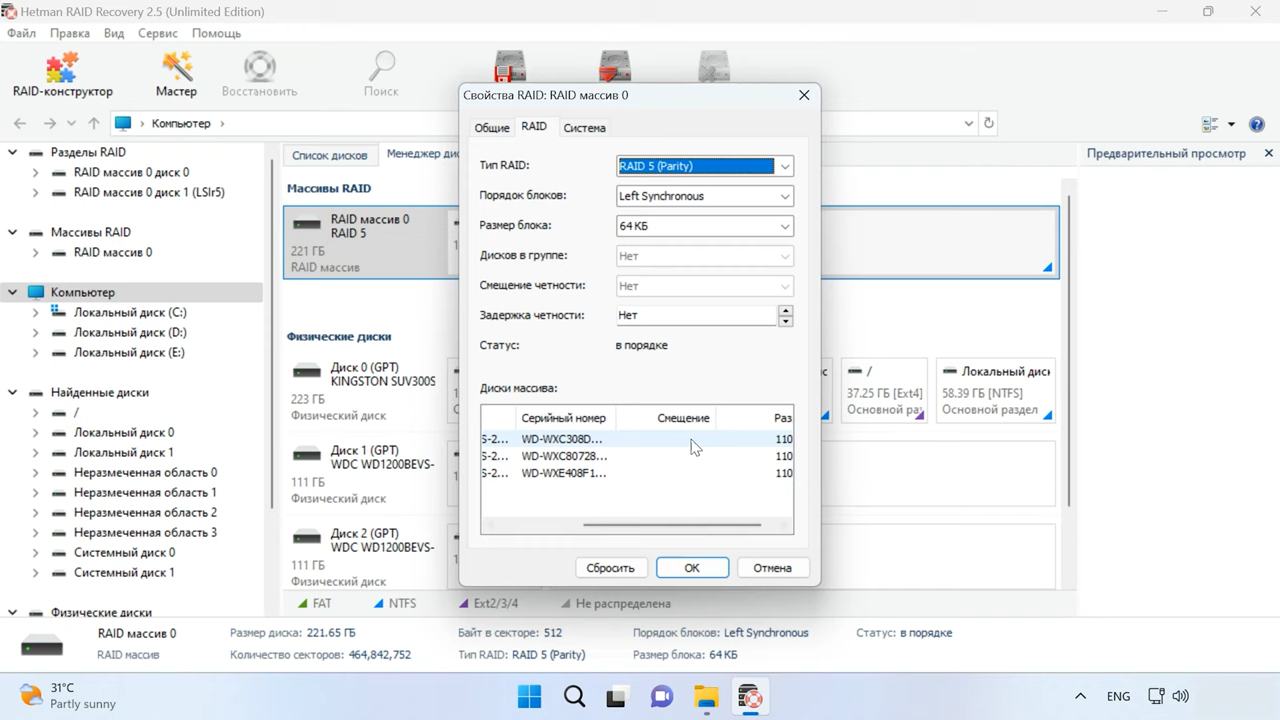 Hetman RAID Recovery 2.5 (Unlimited Edition)
Файл Правка Вид Сервис Помощь
RAID-конструктор Мастер Восстановить Поиск
Компьютер
Разделы RAID
RAID массив 0 диск 0
RAID массив 0 диск 1 (LSIr5)
Массивы RAID
RAID массив 0
Компьютер
Локальный диск (C:)
Локальный диск (D:)
Локальный диск (E:)
Найденные диски
/
Локальный диск 0
Локальный диск 1
Неразмеченная область 0
Неразмеченная область 1
Неразмеченная область 2
Неразмеченная область 3
Системный диск 0
Системный диск 1
Физические диски
Список дисков
Массивы RAID
RAID массив 0
RAID 5
221 ГБ
RAID массив
Физические диски
Диск 0 (GPT)
KINGSTON SUV300S
223 ГБ
Физический диск
Диск 1 (GPT)
WDC WD1200BEVS-
111 ГБ
Физический диск
Диск 2 (GPT)
WDC WD1200BEVS-
111 ГБ
Физический диск
/
37.25 ГБ [Ext4]
58.39 ГБ [NTFS]
Основной раздел
FAT NTFS Ext2/3/4 Не распределена
Предварительный просмотр
Свойства RAID: RAID массив 0
Общие RAID Система
Тип RAID: RAID 5 (Parity)
Порядок блоков: Left Synchronous
Размер блока: 64 КБ
Дисков в группе: Нет
Смещение четности: Нет
Задержка четности: Нет
Статус: в порядке
Диски массива:
Серийный номер Смещение Раз
S-2... WD-WXC308D... 110
S-2... WD-WXC80728... 110
S-2... WD-WXE408F1... 110
Сбросить OK Отмена
RAID массив 0 Размер диска: 221.65 ГБ Байт в секторе: 512 Порядок блоков: Left Synchronous Статус: в порядке
RAID массив Количество секторов: 464,842,752 Тип RAID: RAID 5 (Parity) Размер блока: 64 КБ
31°C
Partly sunny
ENG